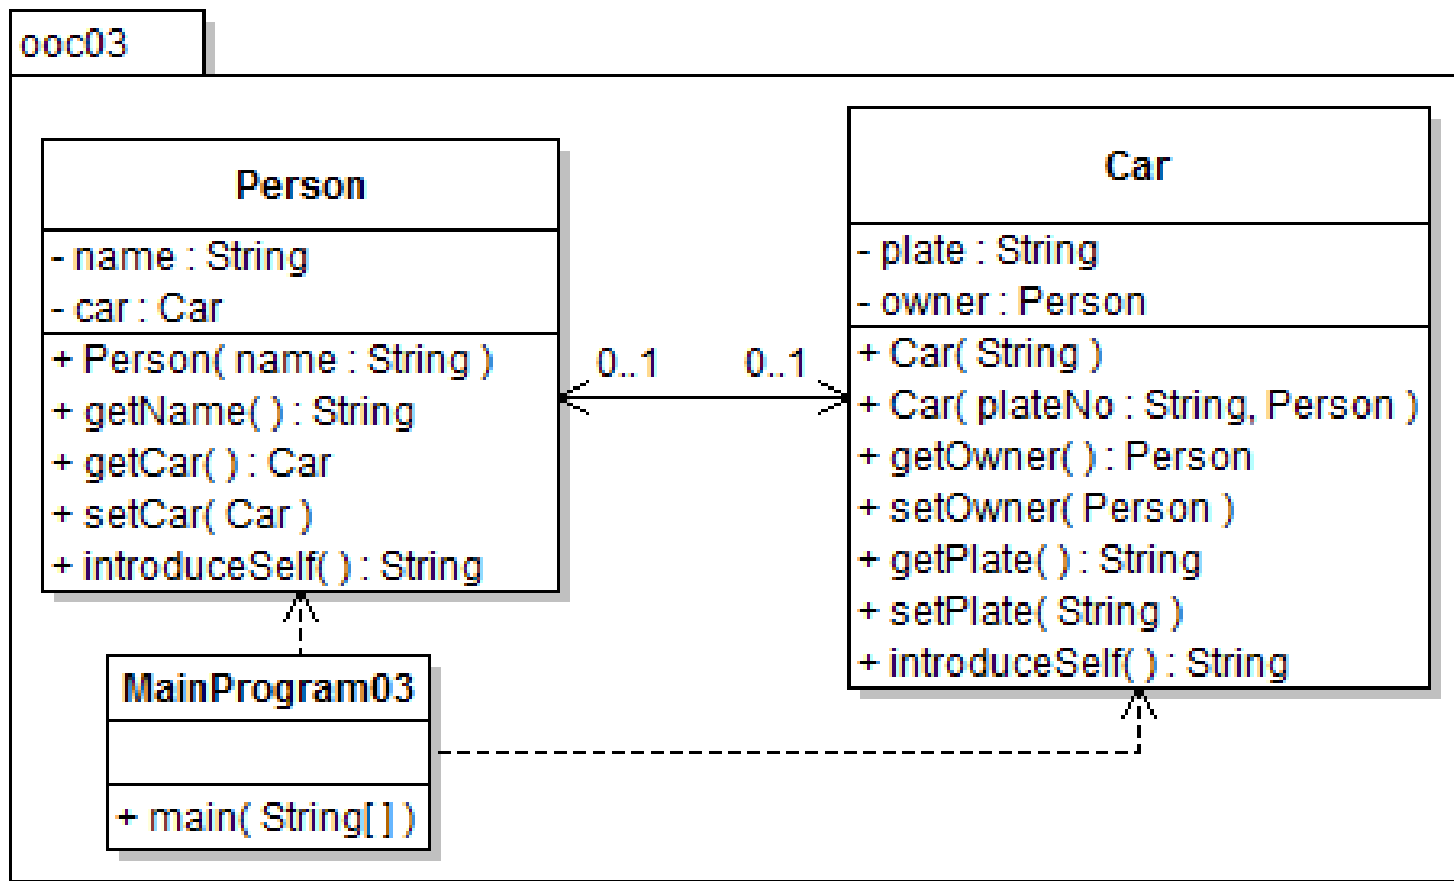 ooc03
Person
- name : String
- car : Car
+ Person( name : String )
+ getName( ) : String
+ getCar( ) : Car
+ setCar( Car )
+ introduceSelf( ) : String
0..1
0..1
Car
- plate : String
- owner : Person
+ Car( String )
+ Car( plateNo : String, Person )
+ getOwner( ) : Person
+ setOwner( Person )
+ getPlate( ) : String
+ setPlate( String )
+ introduceSelf( ) : String
MainProgram03
+ main( String[ ] )